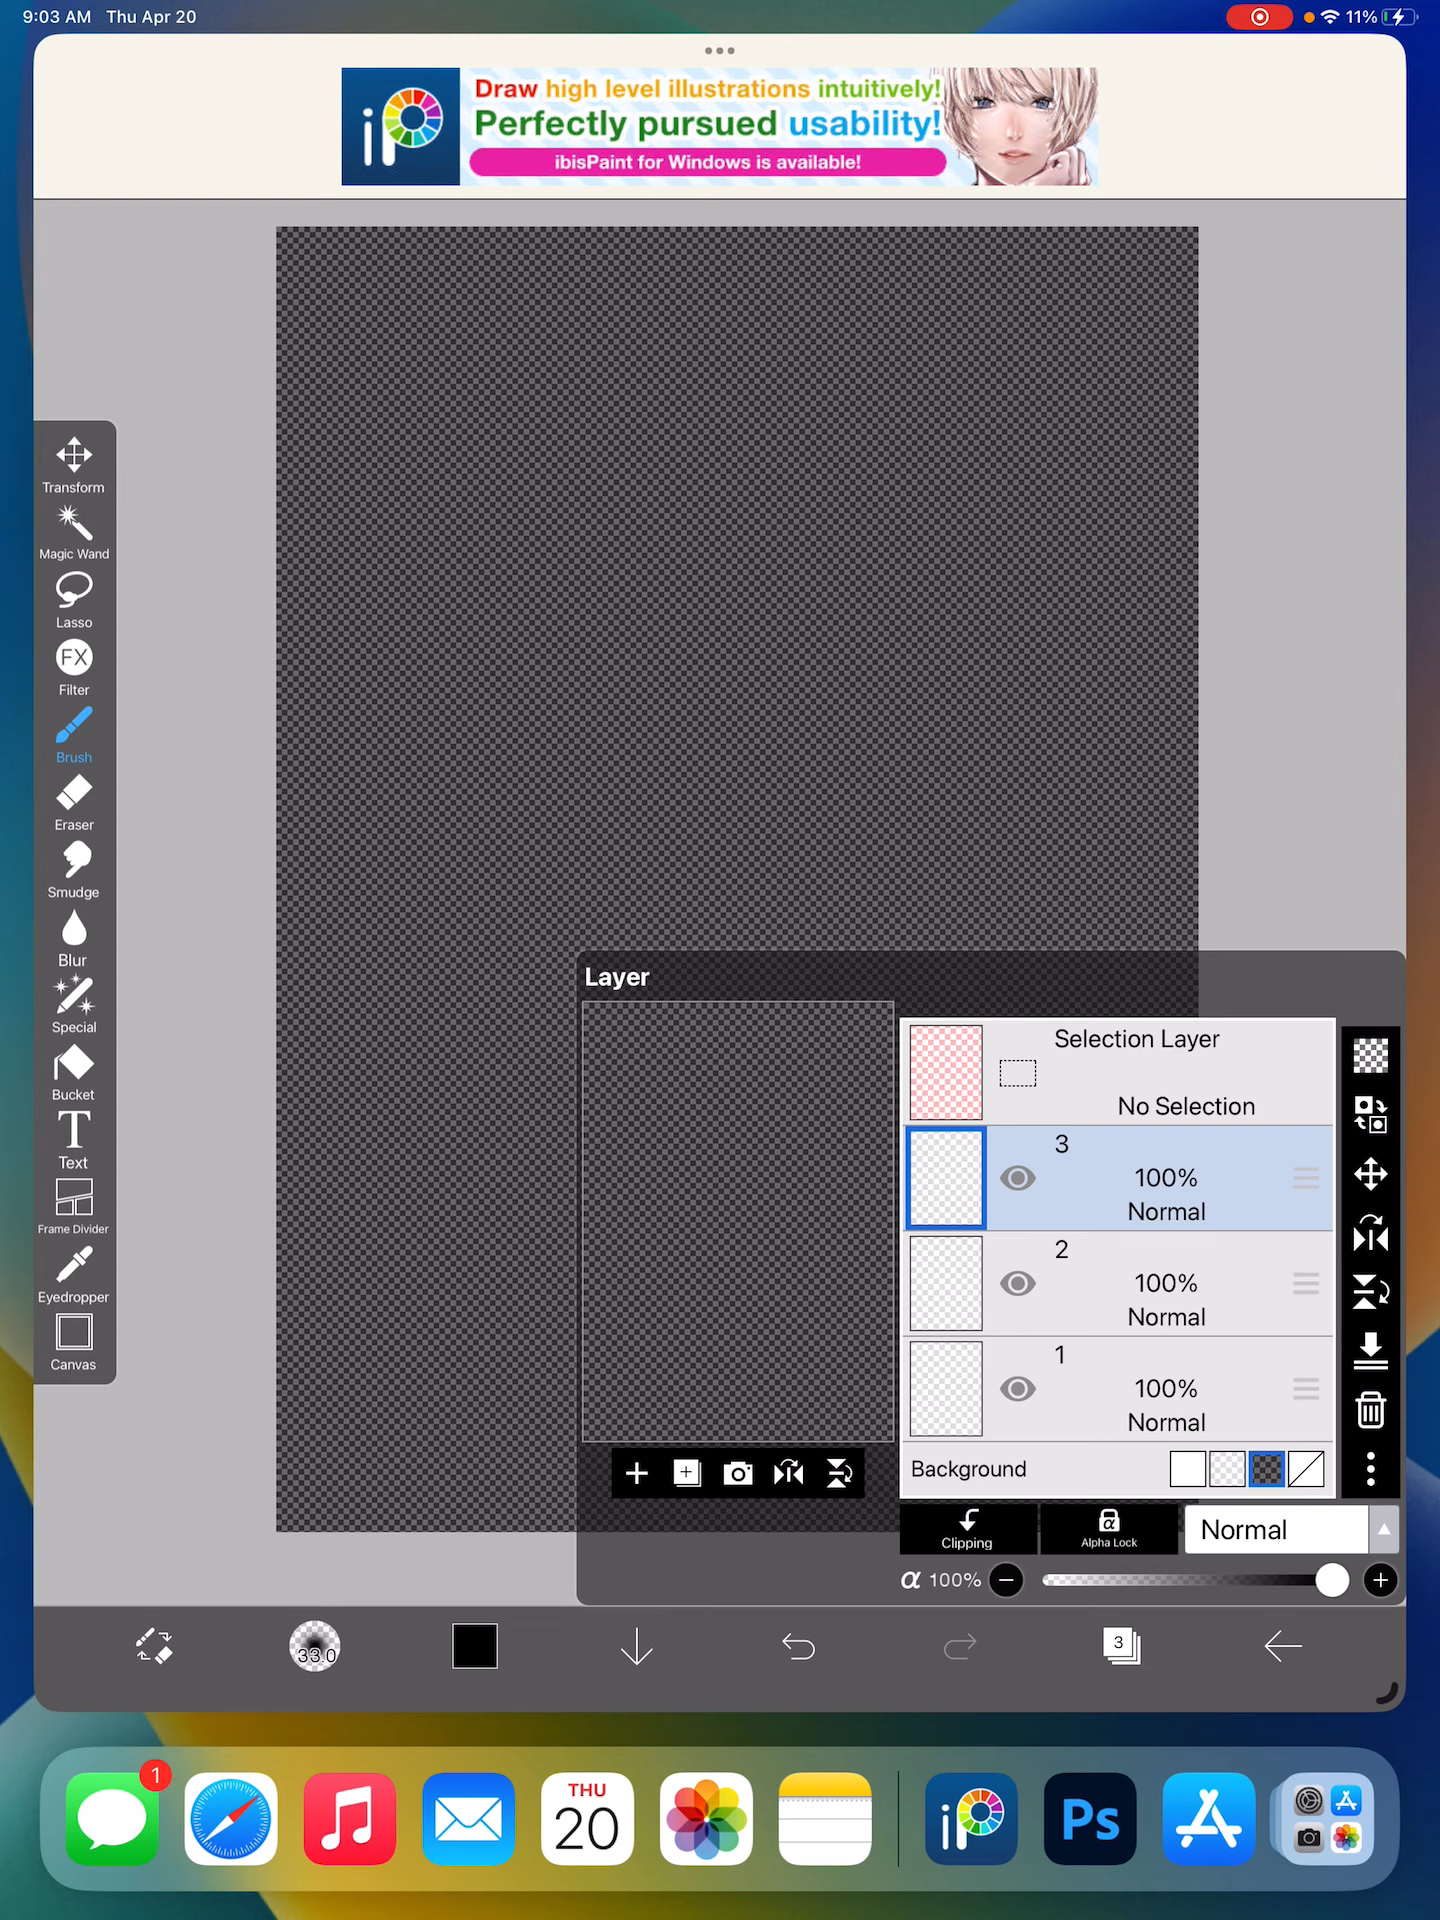 9:03 AM Thu Apr 20
11%
iP
Draw high level illustrations intuitively!
Perfectly pursued usability!
ibisPaint for Windows is available!
Transform
Magic Wand
Lasso
FX
Filter
Brush
Eraser
Smudge
Blur
Special
Bucket
T
Text
Frame Divider
Eyedropper
Canvas
Layer
Selection Layer
No Selection
3
100%
Normal
2
100%
Normal
1
100%
Normal
Background
Clipping
α
Alpha Lock
Normal
α 100%
33.0
3
1
THU
20
iP
Ps